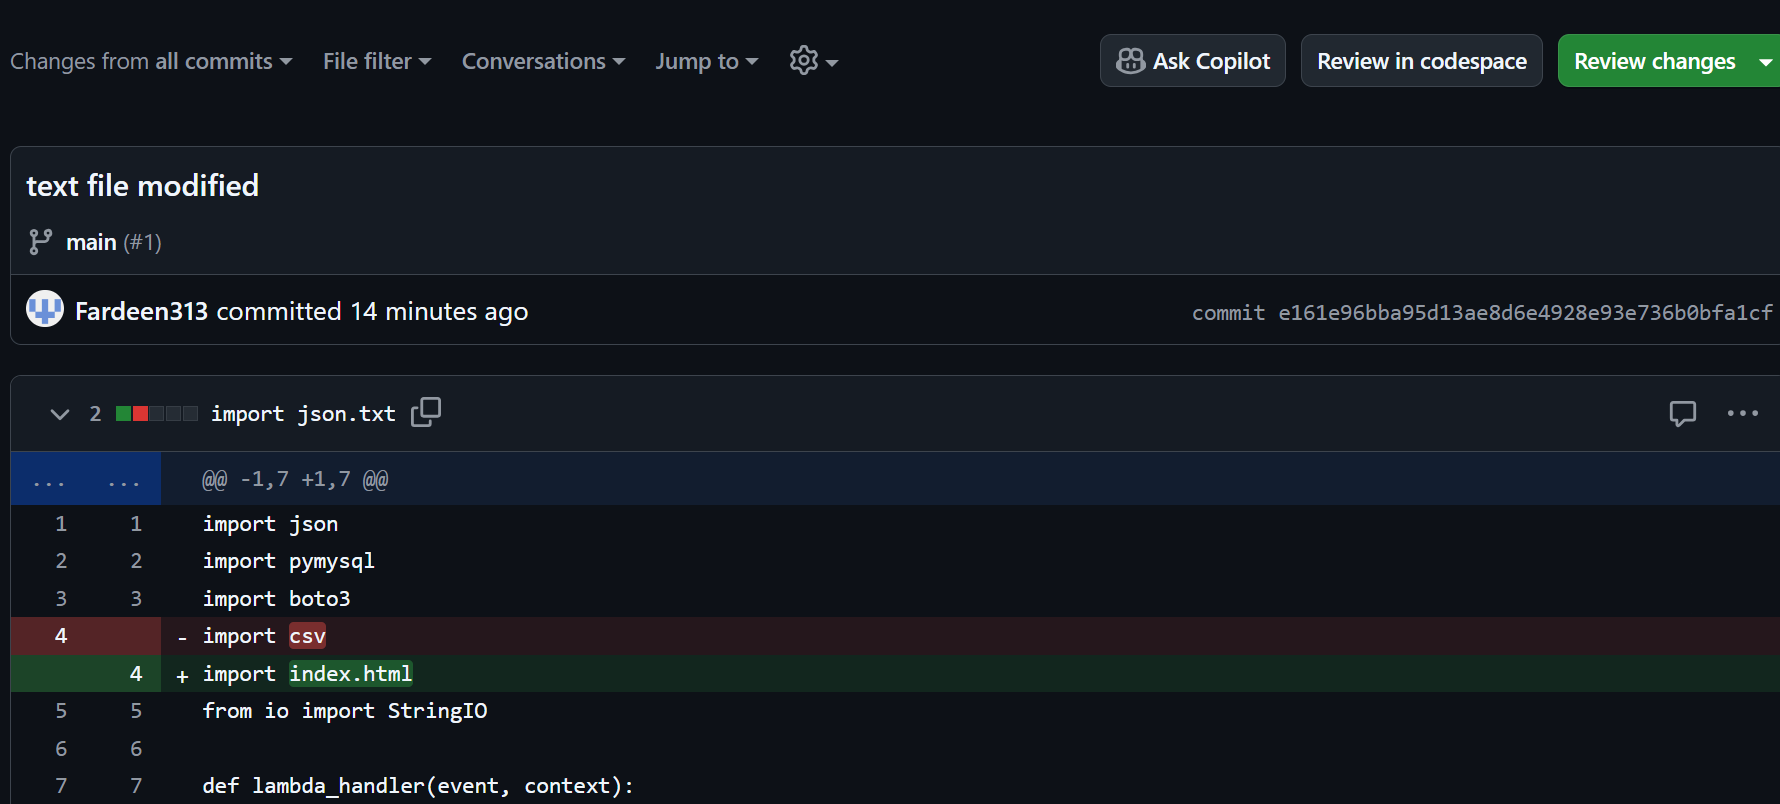 Changes from all commits File filter Conversations Jump to Ask Copilot Review in codespace Review changes
text file modified
main (#1)
Fardeen313 committed 14 minutes ago commit e161e96bba95d13ae8d6e4928e93e736b0bfa1cf
2 import json.txt
... ... @@ -1,7 +1,7 @@
1 1 import json
2 2 import pymysql
3 3 import boto3
4 - import csv
4 + import index.html
5 5 from io import StringIO
6 6
7 7 def lambda_handler(event, context):